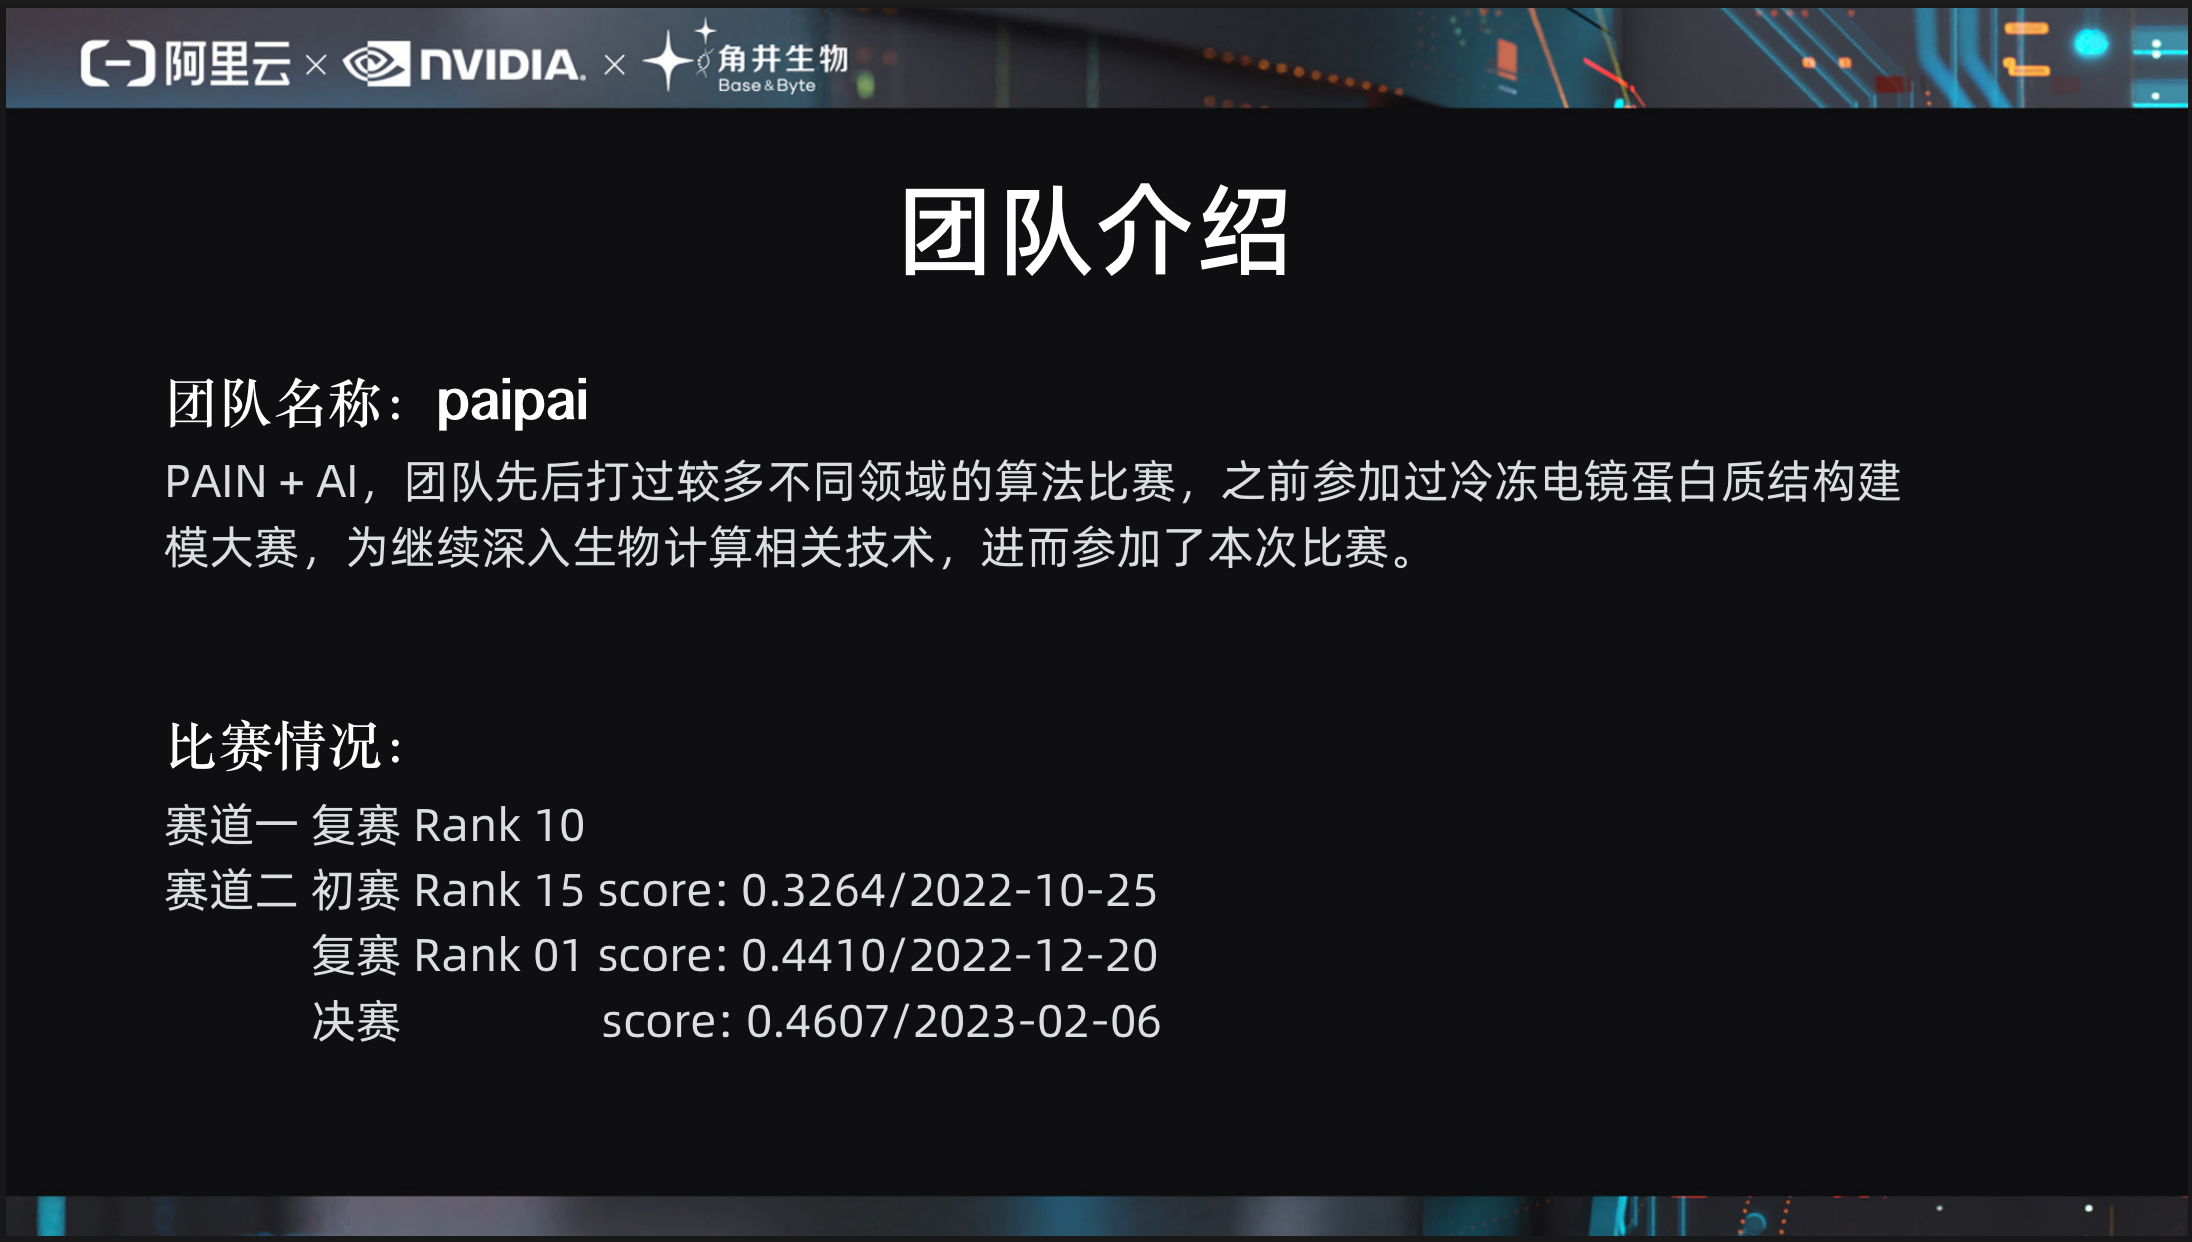 阿里云 × NVIDIA. × 角井生物
Base & Byte
团队介绍
团队名称：paipai
PAIN + AI，团队先后打过较多不同领域的算法比赛，之前参加过冷冻电镜蛋白质结构建
模大赛，为继续深入生物计算相关技术，进而参加了本次比赛。
比赛情况：
赛道一 复赛 Rank 10
赛道二 初赛 Rank 15 score: 0.3264/2022-10-25
复赛 Rank 01 score: 0.4410/2022-12-20
决赛 score: 0.4607/2023-02-06